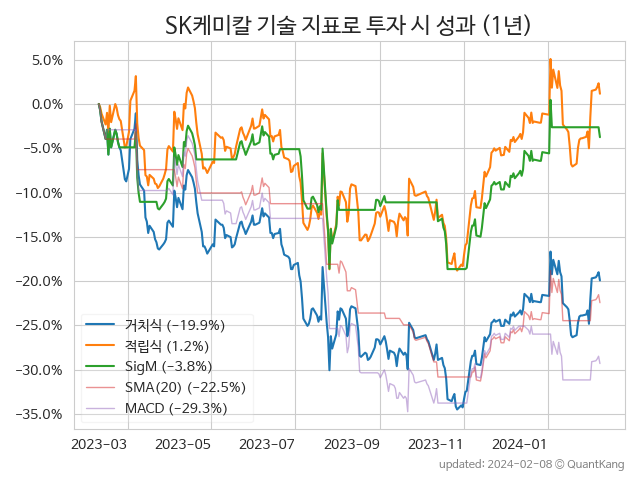 SK케미칼 기술 지표로 투자 시 성과 (1년)
5.0%
0.0%
−5.0%
−10.0%
−15.0%
−20.0%
−25.0%
−30.0%
−35.0%
거치식 (−19.9%)
적립식 (1.2%)
SigM (−3.8%)
SMA(20) (−22.5%)
MACD (−29.3%)
2023-03 2023-05 2023-07 2023-09 2023-11 2024-01
updated: 2024-02-08 © QuantKang